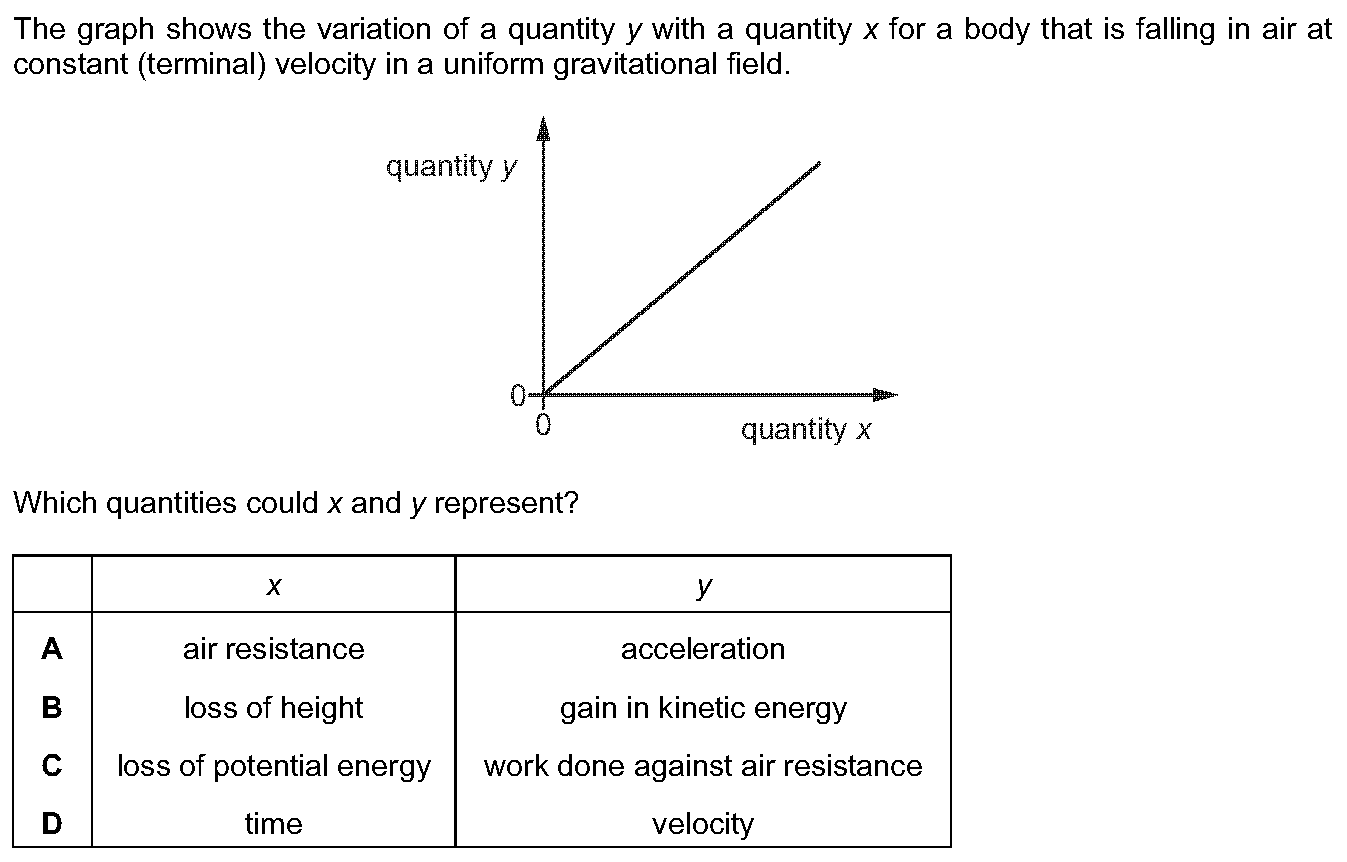 The graph shows the variation of a quantity y with a quantity x for a body that is falling in air at
constant (terminal) velocity in a uniform gravitational field.
quantity y
0
0
quantity x
Which quantities could x and y represent?
x y
A air resistance acceleration
B loss of height gain in kinetic energy
C loss of potential energy work done against air resistance
D time velocity